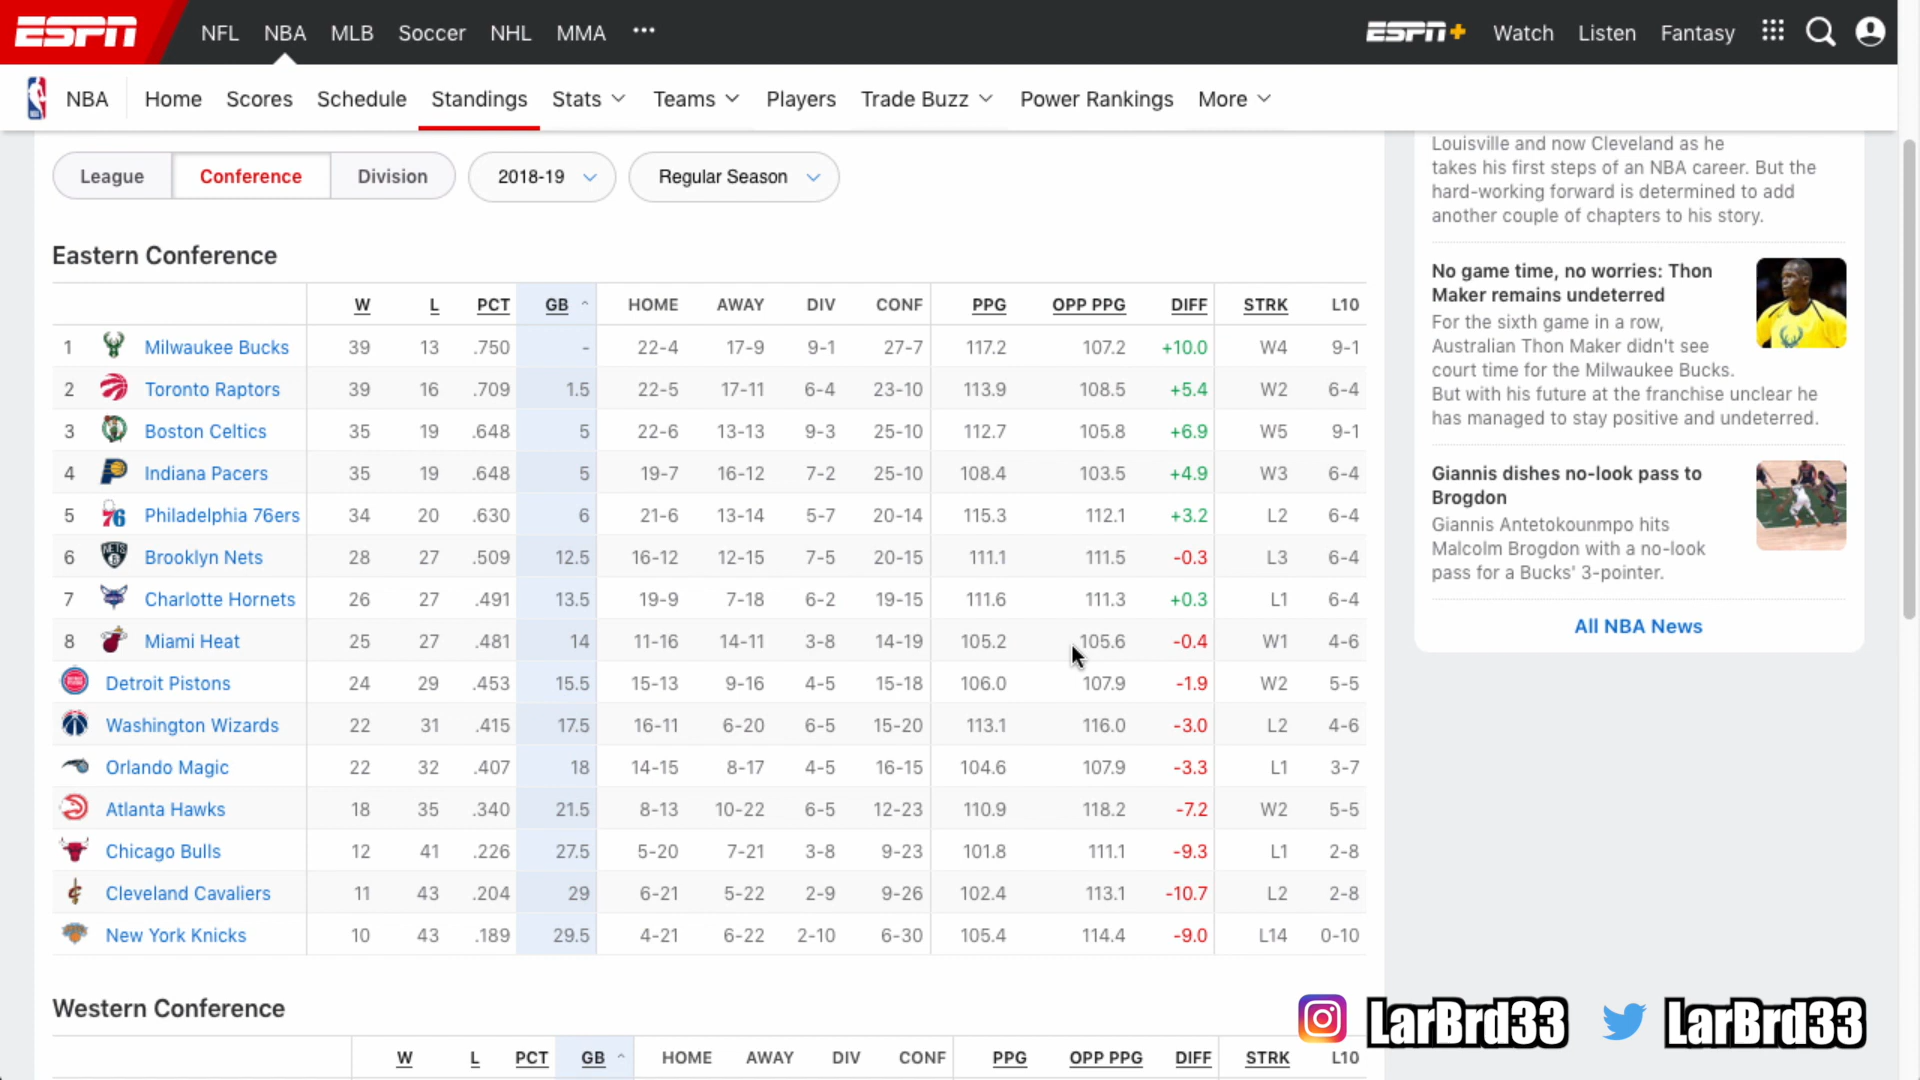 ESPN NFL NBA MLB Soccer NHL MMA ••• ESPN+ Watch Listen Fantasy
NBA Home Scores Schedule Standings Stats Teams Players Trade Buzz Power Rankings More
League Conference Division 2018-19 Regular Season
Eastern Conference
W L PCT GB HOME AWAY DIV CONF PPG OPP PPG DIFF STRK L10
1 Milwaukee Bucks 39 13 .750 - 22-4 17-9 9-1 27-7 117.2 107.2 +10.0 W4 9-1
2 Toronto Raptors 39 16 .709 1.5 22-5 17-11 6-4 23-10 113.9 108.5 +5.4 W2 6-4
3 Boston Celtics 35 19 .648 5 22-6 13-13 9-3 25-10 112.7 105.8 +6.9 W5 9-1
4 Indiana Pacers 35 19 .648 5 19-7 16-12 7-2 25-10 108.4 103.5 +4.9 W3 6-4
5 76 Philadelphia 76ers 34 20 .630 6 21-6 13-14 5-7 20-14 115.3 112.1 +3.2 L2 6-4
6 NETS Brooklyn Nets 28 27 .509 12.5 16-12 12-15 7-5 20-15 111.1 111.5 -0.3 L3 6-4
7 Charlotte Hornets 26 27 .491 13.5 19-9 7-18 6-2 19-15 111.6 111.3 +0.3 L1 6-4
8 Miami Heat 25 27 .481 14 11-16 14-11 3-8 14-19 105.2 105.6 -0.4 W1 4-6
Detroit Pistons 24 29 .453 15.5 15-13 9-16 4-5 15-18 106.0 107.9 -1.9 W2 5-5
Washington Wizards 22 31 .415 17.5 16-11 6-20 6-5 15-20 113.1 116.0 -3.0 L2 4-6
Orlando Magic 22 32 .407 18 14-15 8-17 4-5 16-15 104.6 107.9 -3.3 L1 3-7
Atlanta Hawks 18 35 .340 21.5 8-13 10-22 6-5 12-23 110.9 118.2 -7.2 W2 5-5
Chicago Bulls 12 41 .226 27.5 5-20 7-21 3-8 9-23 101.8 111.1 -9.3 L1 2-8
Cleveland Cavaliers 11 43 .204 29 6-21 5-22 2-9 9-26 102.4 113.1 -10.7 L2 2-8
New York Knicks 10 43 .189 29.5 4-21 6-22 2-10 6-30 105.4 114.4 -9.0 L14 0-10
Western Conference
W L PCT GB HOME AWAY DIV CONF PPG OPP PPG DIFF STRK L10
Louisville and now Cleveland as he
takes his first steps of an NBA career. But the
hard-working forward is determined to add
another couple of chapters to his story.
No game time, no worries: Thon
Maker remains undeterred
For the sixth game in a row,
Australian Thon Maker didn't see
court time for the Milwaukee Bucks.
But with his future at the franchise unclear he
has managed to stay positive and undeterred.
Giannis dishes no-look pass to
Brogdon
Giannis Antetokounmpo hits
Malcolm Brogdon with a no-look
pass for a Bucks' 3-pointer.
All NBA News
LarBrd33 LarBrd33